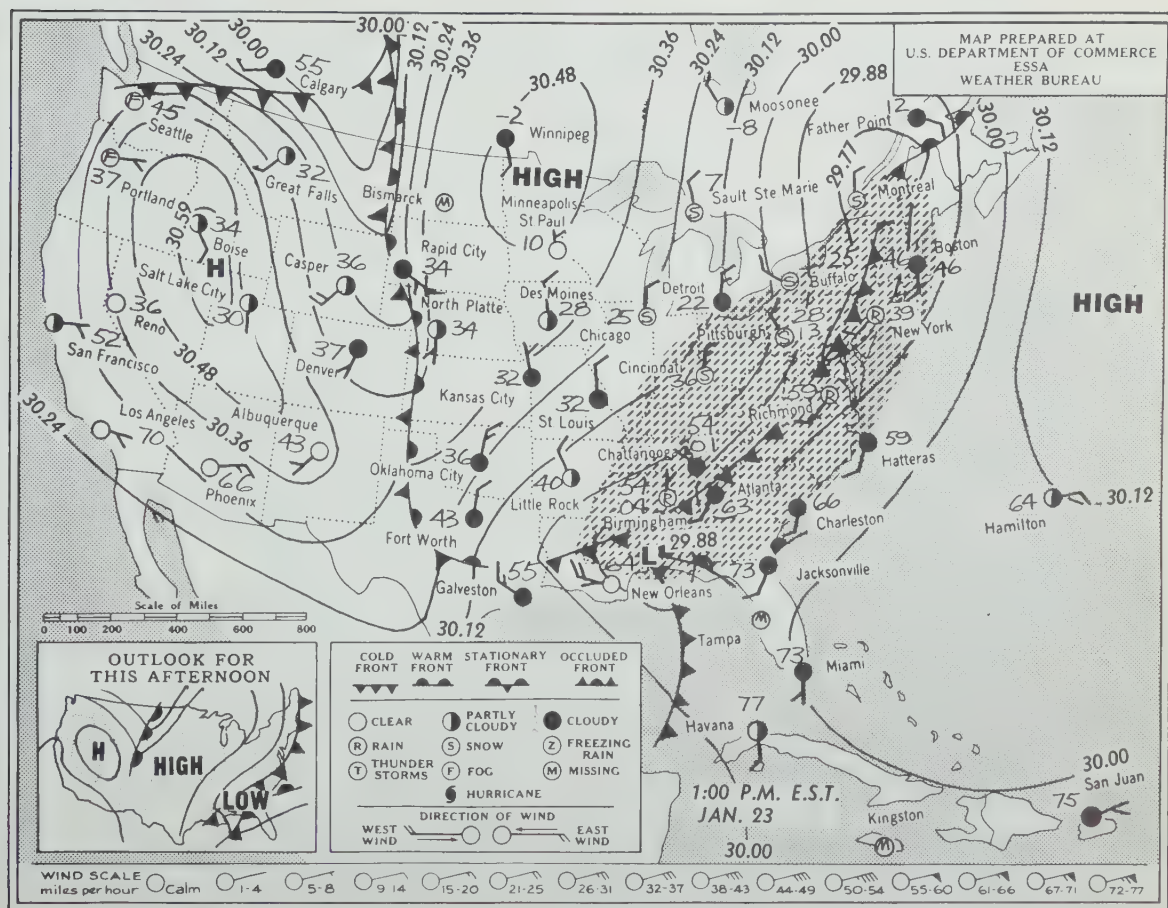 MAP PREPARED AT
U.S. DEPARTMENT OF COMMERCE
ESSA
WEATHER BUREAU
30.24
30.12
30.00
30.12
30.24
30.36
30.48
30.36
30.24
30.12
30.00
29.88
30.00
30.12
29.77
55
Calgary
F
45
Seattle
F
37
Portland
30.59
34
Boise
H
32
Great Falls
Bismarck
M
-2
Winnipeg
HIGH
Minneapolis
St Paul
10
-8
Moosonee
12
Father Point
7
S
Sault Ste Marie
S
Montreal
Rapid City
34
Casper
36
Salt Lake City
30
36
Reno
52
San Francisco
North Platte
34
Des Moines
28
Detroit
22
25
S
Chicago
25
S
Buffalo
46
Boston
46
HIGH
Pittsburgh
28
13
S
R
39
New York
37
Denver
30.48
30.36
30.24
Los Angeles
70
Albuquerque
43
Phoenix
66
Kansas City
32
Cincinnati
36
S
St Louis
32
Richmond
59
R
59
Hatteras
Oklahoma City
36
Little Rock
40
Chattanooga
54
01
Atlanta
63
Birmingham
54
04
R
66
Charleston
64
Hamilton
30.12
Fort Worth
43
L
29.88
64
New Orleans
73
Jacksonville
Galveston
55
30.12
M
Tampa
73
Miami
77
Havana
Kingston
M
30.00
San Juan
75
1:00 P.M. E.S.T.
JAN. 23
30.00
Scale of Miles
0 100 200 400 600 800
OUTLOOK FOR
THIS AFTERNOON
H
HIGH
LOW
COLD FRONT
WARM FRONT
STATIONARY FRONT
OCCLUDED FRONT
CLEAR
PARTLY CLOUDY
CLOUDY
R RAIN
S SNOW
Z FREEZING RAIN
T THUNDER STORMS
F FOG
M MISSING
HURRICANE
DIRECTION OF WIND
WEST WIND
EAST WIND
WIND SCALE
miles per hour
Calm 1-4 5-8 9-14 15-20 21-25 26-31 32-37 38-43 44-49 50-54 55-60 61-66 67-71 72-77